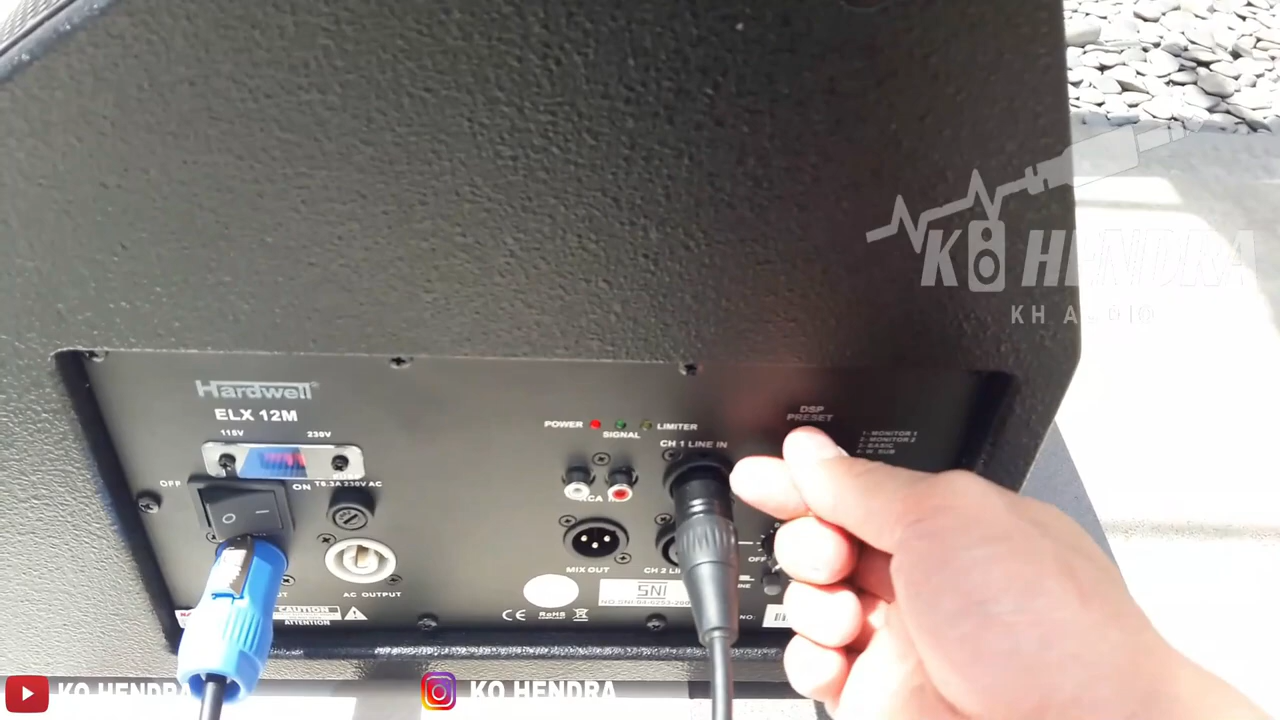 KO HENDRA
KH AUDIO
Hardwell®
ELX 12M
115V
230V
OFF
ON
T6.3A 230V AC
AC OUTPUT
CAUTION
ATTENTION
POWER
SIGNAL
LIMITER
CH 1 LINE IN
DSP
PRESET
1- MONITOR 1
2- MONITOR 2
3- BASIC
4- W. SUB
MIX OUT
OFF
CE
RoHS
SNI
NO:
KO HENDRA
KO HENDRA